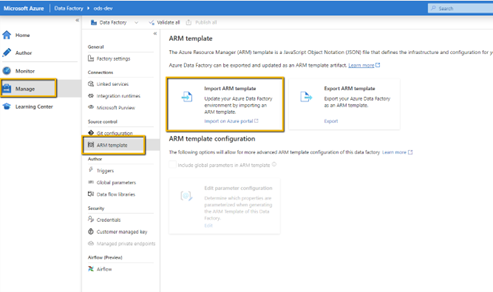 Microsoft Azure
Data Factory
ods-dev
Search
Data Factory
Validate all
Publish all
Home
Author
Monitor
Manage
Learning Center
General
Factory settings
Connections
Linked services
Integration runtimes
Microsoft Purview
Source control
Git configuration
ARM template
Author
Triggers
Global parameters
Data flow libraries
Security
Credentials
Customer managed key
Managed private endpoints
Airflow (Preview)
Airflow
ARM template
The Azure Resource Manager (ARM) template is a JavaScript Object Notation (JSON) file that defines the infrastructure and configuration for yo
Azure Data Factory can be exported and updated as an ARM template artifact. Learn more
Import ARM template
Update your Azure Data Factory
environment by importing an
ARM template.
Import on Azure portal
Export ARM template
Export your Azure Data Factory
as an ARM template.
Export
ARM template configuration
The following options will allow for more advanced ARM template configuration of this data factory. Learn more
Include global parameters in ARM template
Edit parameter configuration
Determine which properties are
parameterized when generating
the ARM Template of the Data
Factory.
Edit